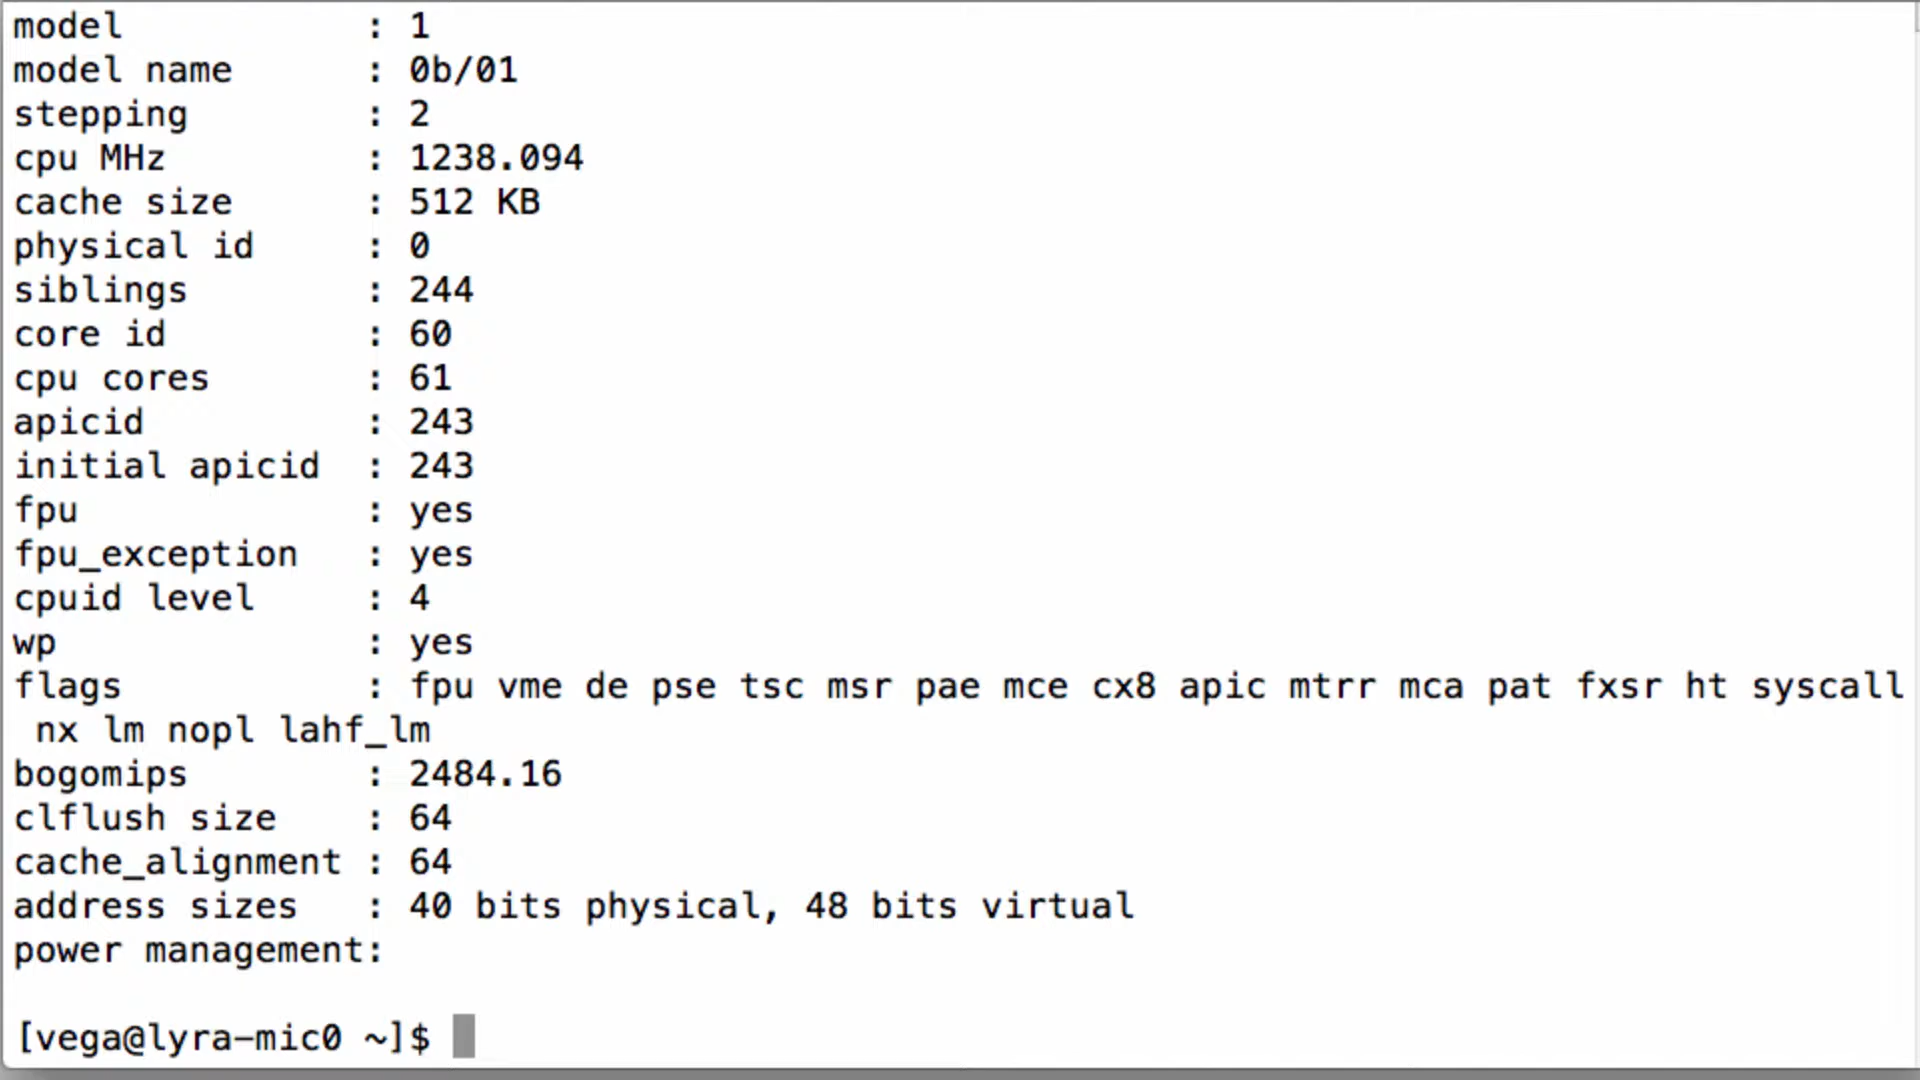 model : 1
model name : 0b/01
stepping : 2
cpu MHz : 1238.094
cache size : 512 KB
physical id : 0
siblings : 244
core id : 60
cpu cores : 61
apicid : 243
initial apicid : 243
fpu : yes
fpu_exception : yes
cpuid level : 4
wp : yes
flags : fpu vme de pse tsc msr pae mce cx8 apic mtrr mca pat fxsr ht syscall
nx lm nopl lahf_lm
bogomips : 2484.16
clflush size : 64
cache_alignment : 64
address sizes : 40 bits physical, 48 bits virtual
power management:
[vega@lyra-mic0 ~]$